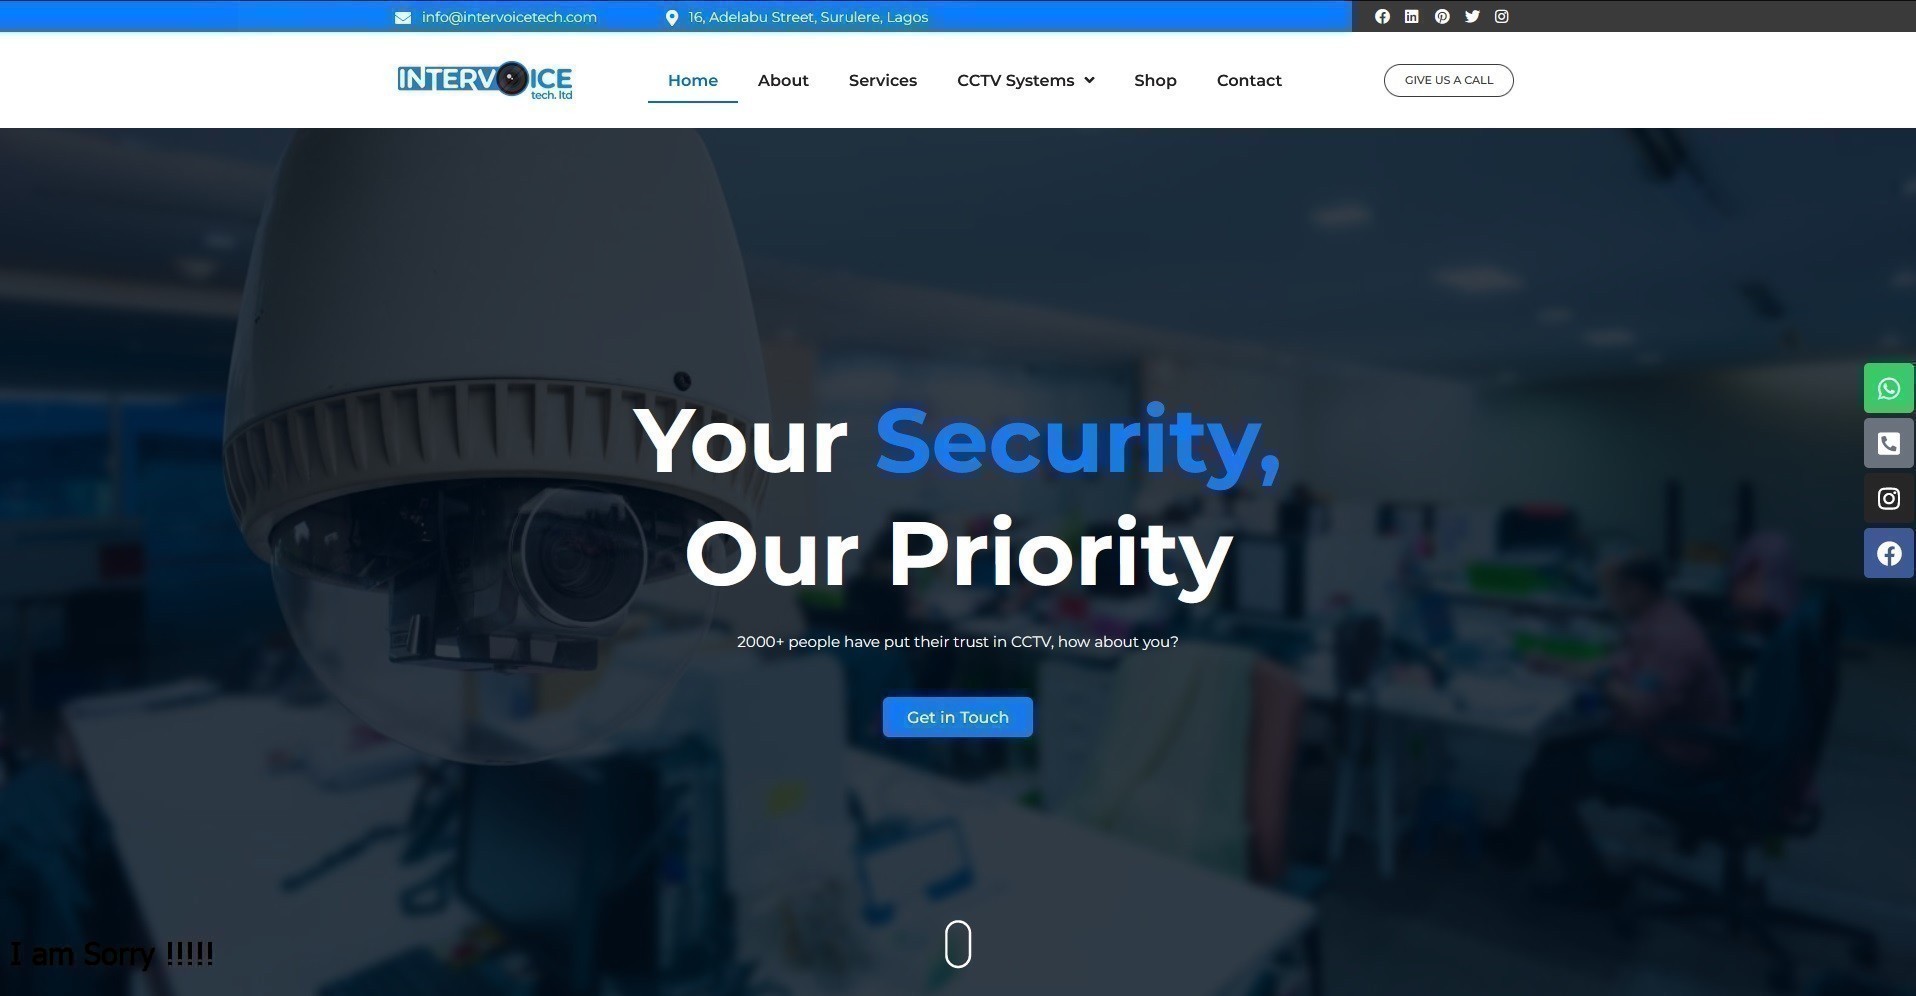 info@intervoicetech.com
16, Adelabu Street, Surulere, Lagos
INTERVOICE
tech. ltd
Home
About
Services
CCTV Systems
Shop
Contact
GIVE US A CALL
Your Security,
Our Priority
2000+ people have put their trust in CCTV, how about you?
Get in Touch
I am Sorry !!!!!